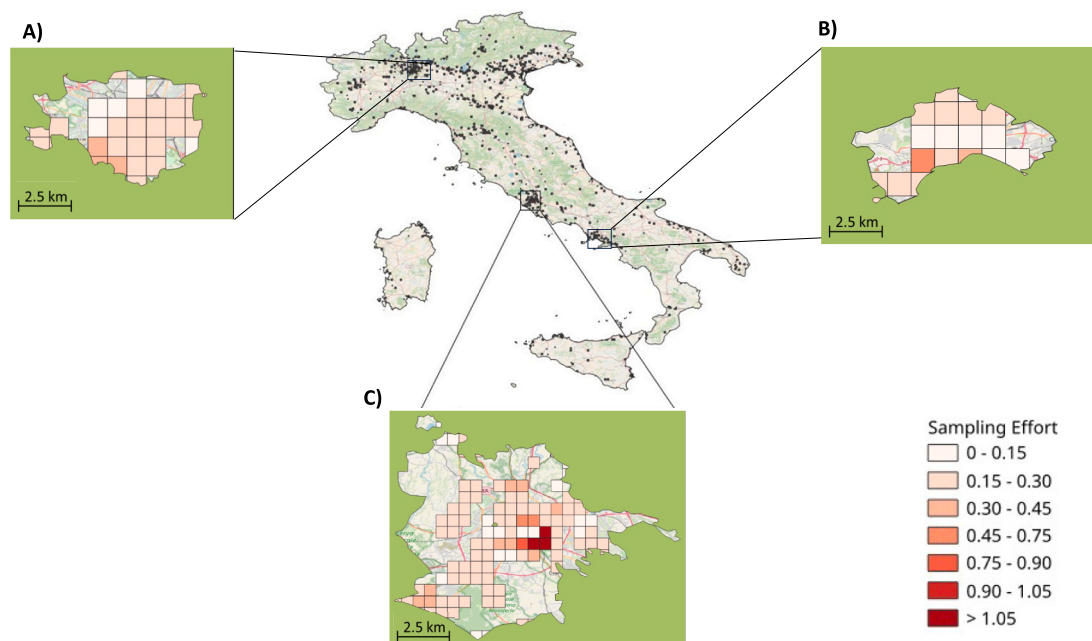 A)
B)
2.5 km
2.5 km
C)
2.5 km
Sampling Effort
0 - 0.15
0.15 - 0.30
0.30 - 0.45
0.45 - 0.75
0.75 - 0.90
0.90 - 1.05
> 1.05